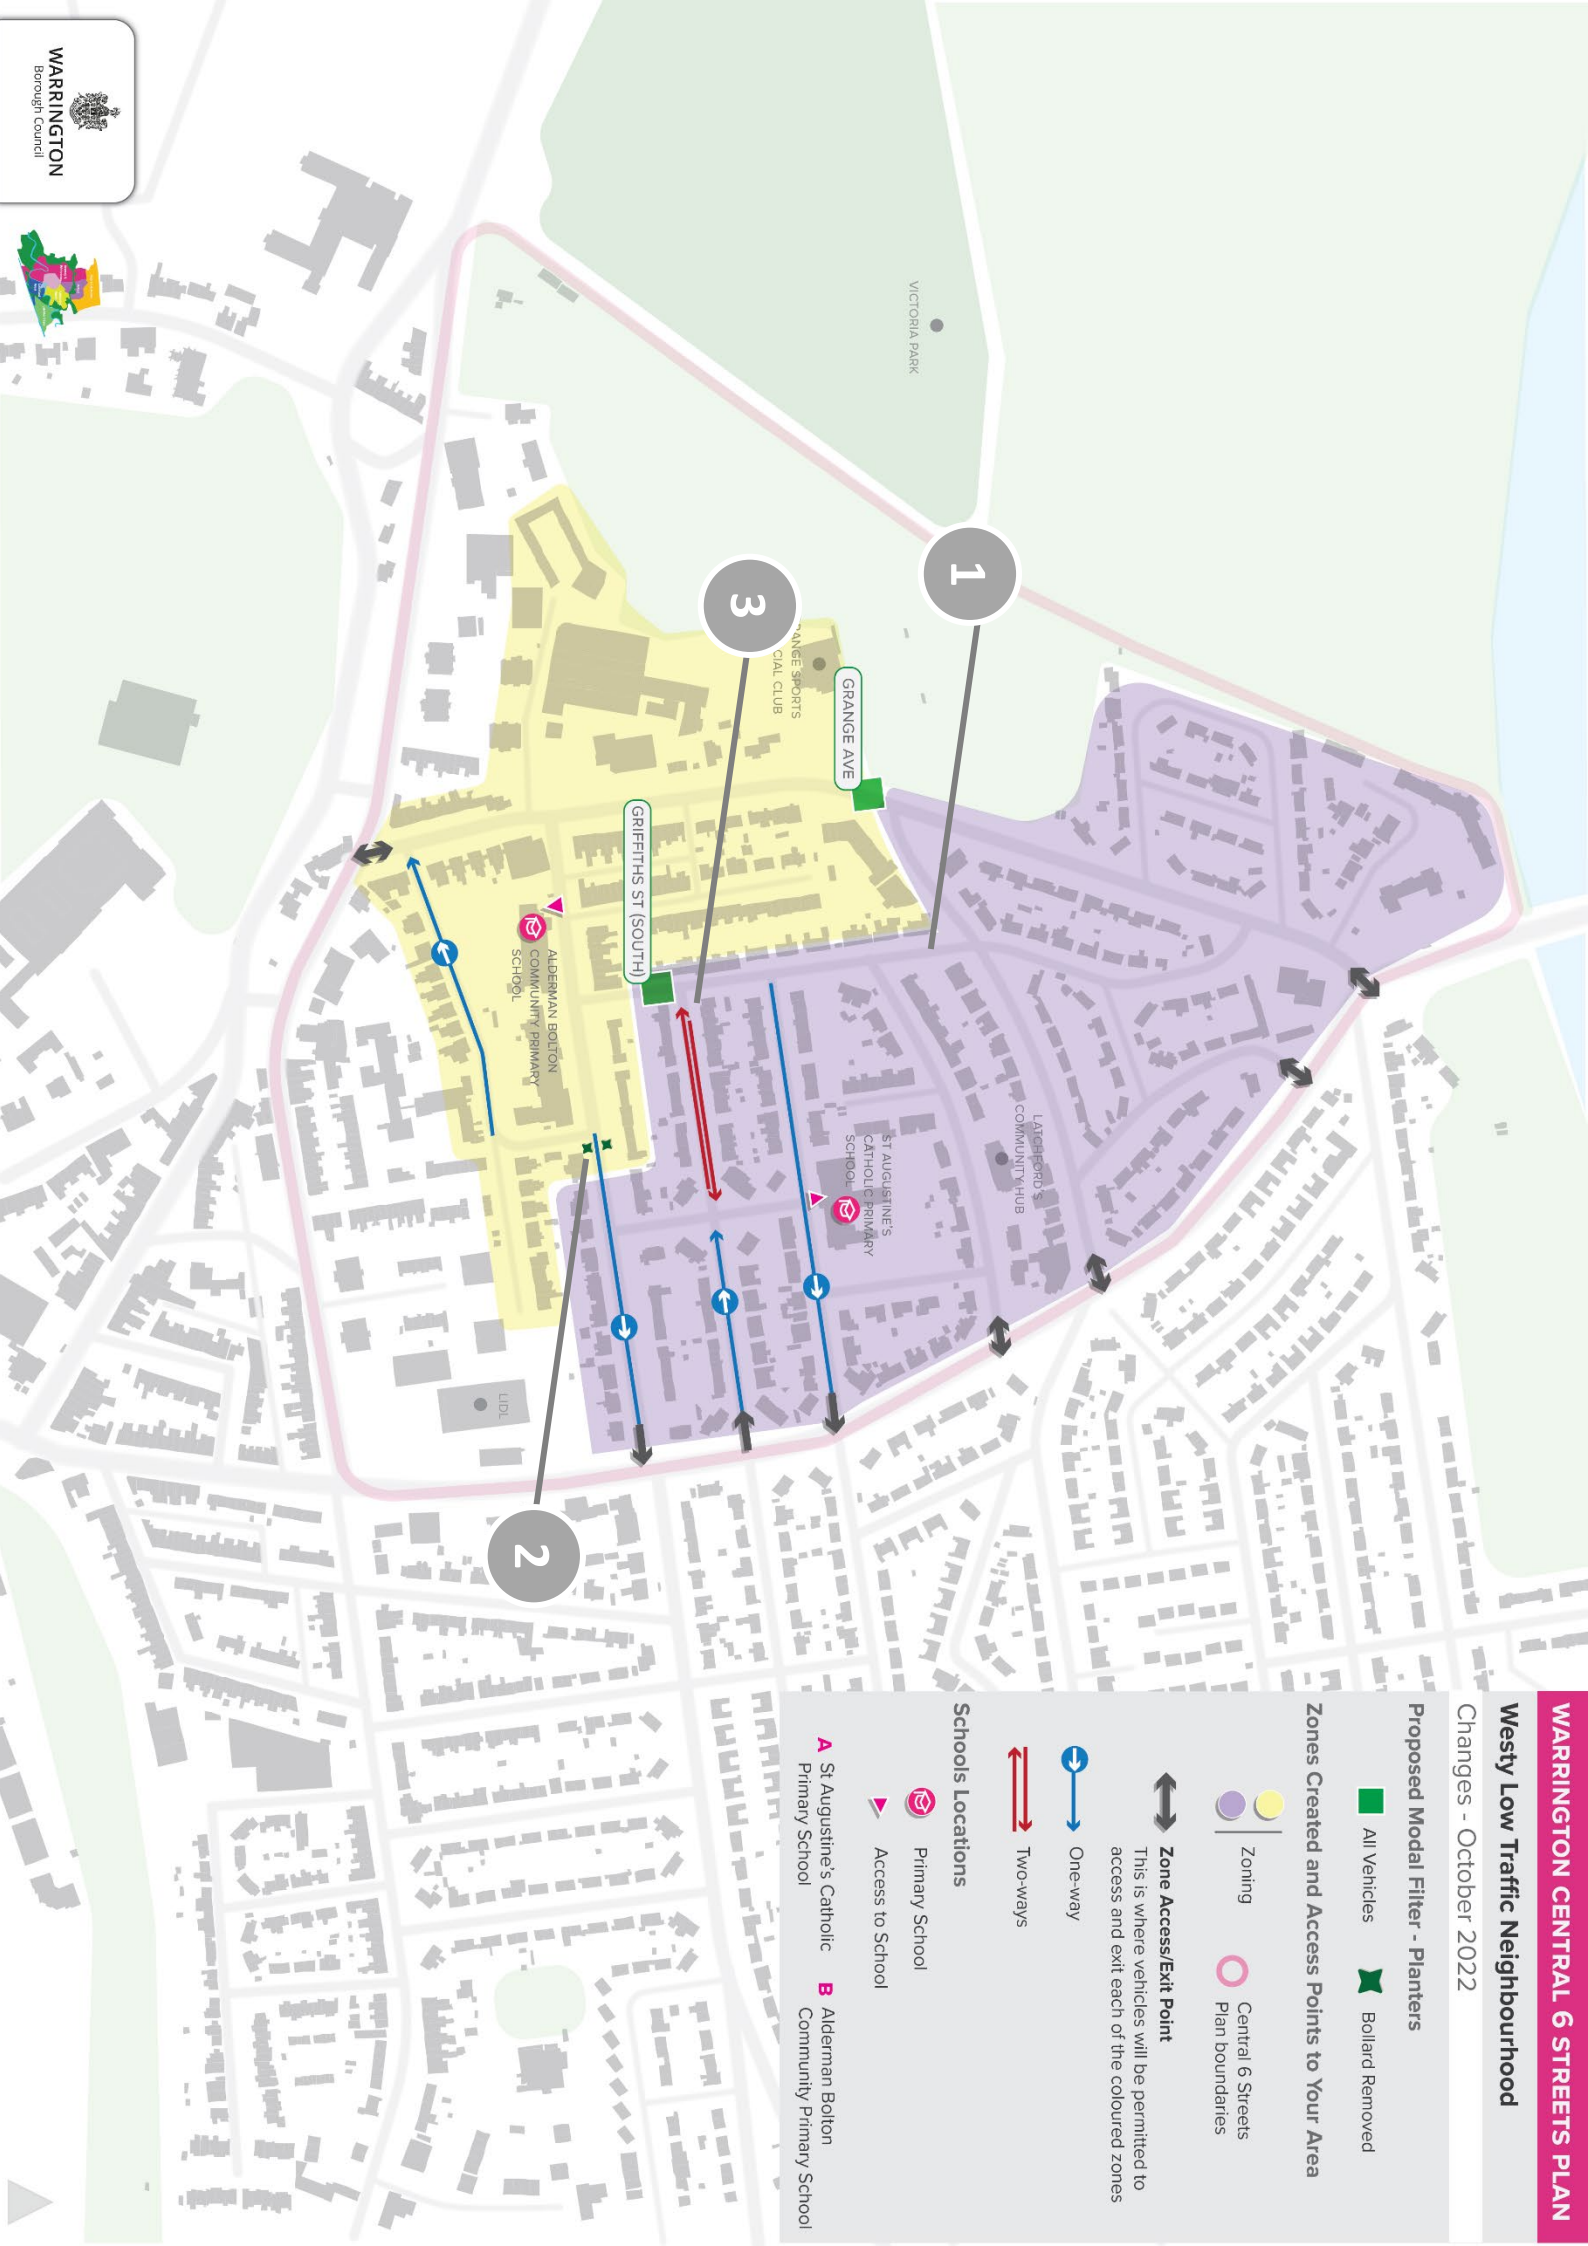 WARRINGTON CENTRAL 6 STREETS PLAN
Westy Low Traffic Neighbourhood
Changes - October 2022
Proposed Modal Filter - Planters
All Vehicles
Bollard Removed
Zones Created and Access Points to Your Area
Zoning
Central 6 Streets
Plan boundaries
Zone Access/Exit Point
This is where vehicles will be permitted to
access and exit each of the coloured zones
One-way
Two-ways
Schools Locations
Primary School
Access to School
A St Augustine's Catholic
Primary School
B Alderman Bolton
Community Primary School
VICTORIA PARK
1
3
2
ANGE SPORTS
CIAL CLUB
GRANGE AVE
GRIFFITHS ST (SOUTH)
ALDERMAN BOLTON
COMMUNITY PRIMARY
SCHOOL
ST AUGUSTINE'S
CATHOLIC PRIMARY
SCHOOL
LATCHFORD'S
COMMUNITY HUB
LIDL
WARRINGTON
Borough Council